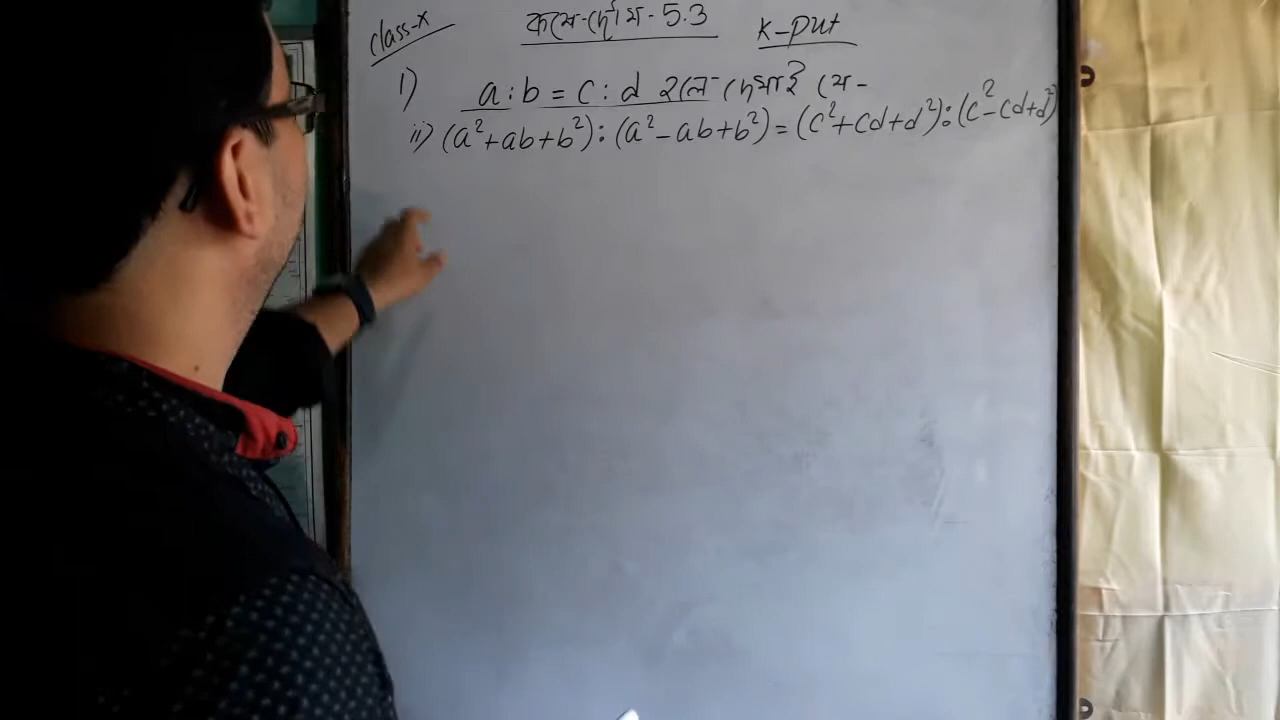 class-x কষে দেখি - 5.3 K-put
1) a : b = c : d হলে দেখাই যে -
ii) (a²+ab+b²) : (a²-ab+b²) = (c²+cd+d²) : (c²-cd+d²)